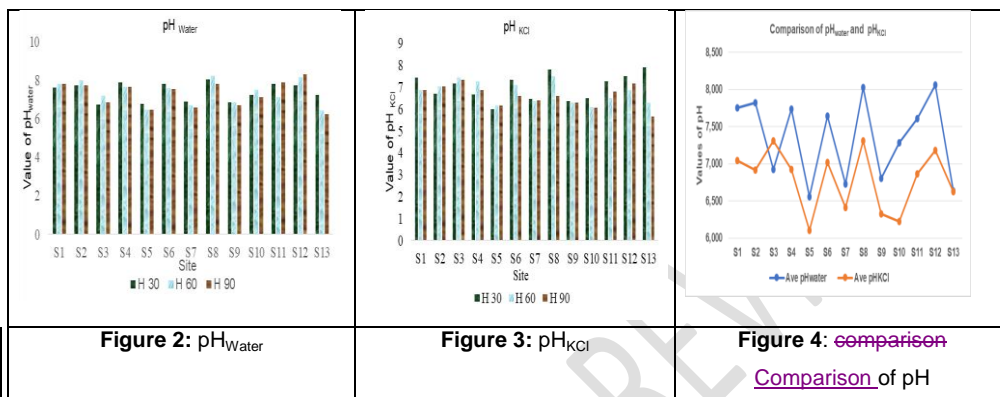 pH Water
10
8
6
4
2
0
Value of pHwater
S1 S2 S3 S4 S5 S6 S7 S8 S9 S10 S11 S12 S13
Site
H 30 H 60 H 90
pH KCl
9
8
7
6
5
4
3
2
1
0
Value of pH KCl
S1 S2 S3 S4 S5 S6 S7 S8 S9 S10 S11 S12 S13
Site
H 30 H 60 H 90
Comparison of pHwater and pHKCl
8,500
8,000
7,500
7,000
6,500
6,000
Values of pH
S1 S2 S3 S4 S5 S6 S7 S8 S9 S10 S11 S12 S13
Ave pHwater Ave pHKCl
Figure 2: pHWater
Figure 3: pHKCl
Figure 4: comparison
Comparison of pH